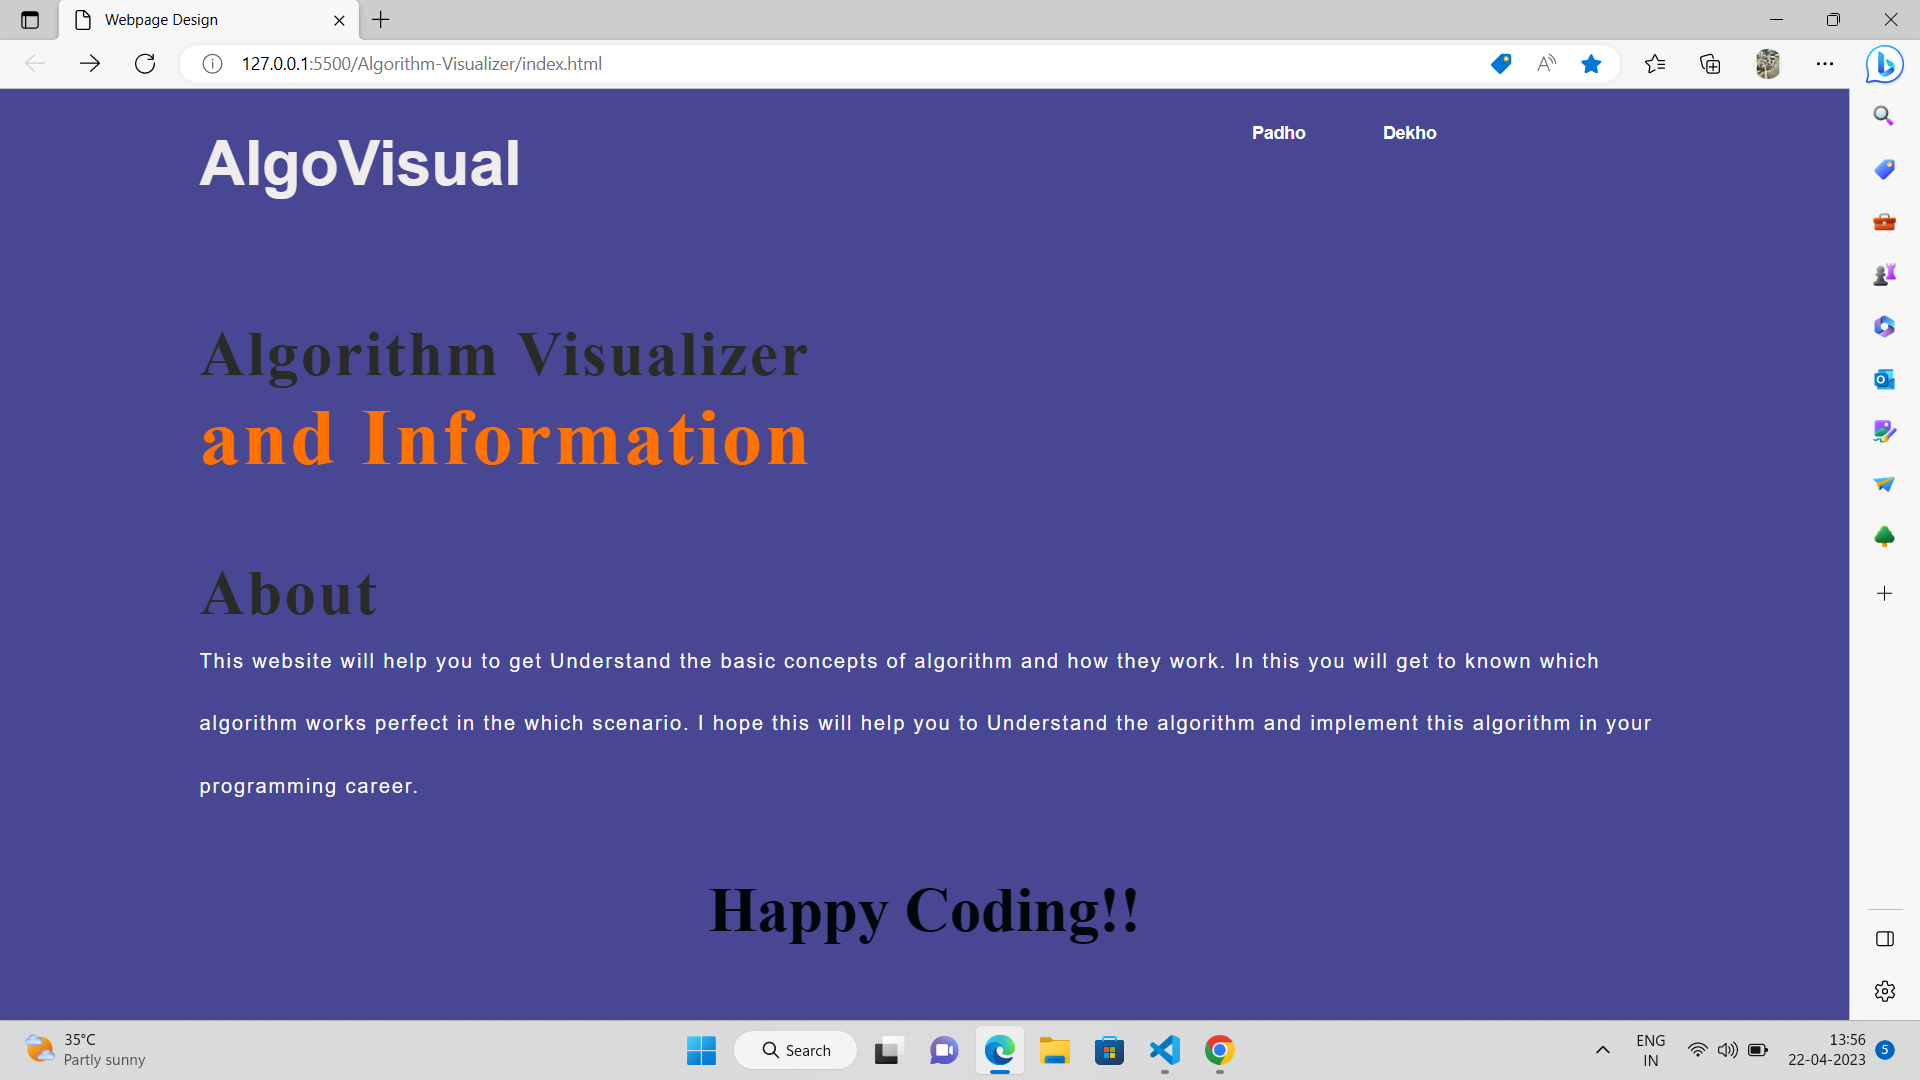 Webpage Design
127.0.0.1:5500/Algorithm-Visualizer/index.html
AlgoVisual
Padho
Dekho
Algorithm Visualizer
and Information
About
This website will help you to get Understand the basic concepts of algorithm and how they work. In this you will get to known which
algorithm works perfect in the which scenario. I hope this will help you to Understand the algorithm and implement this algorithm in your
programming career.
Happy Coding!!
35°C
Partly sunny
Search
ENG
IN
13:56
22-04-2023
5